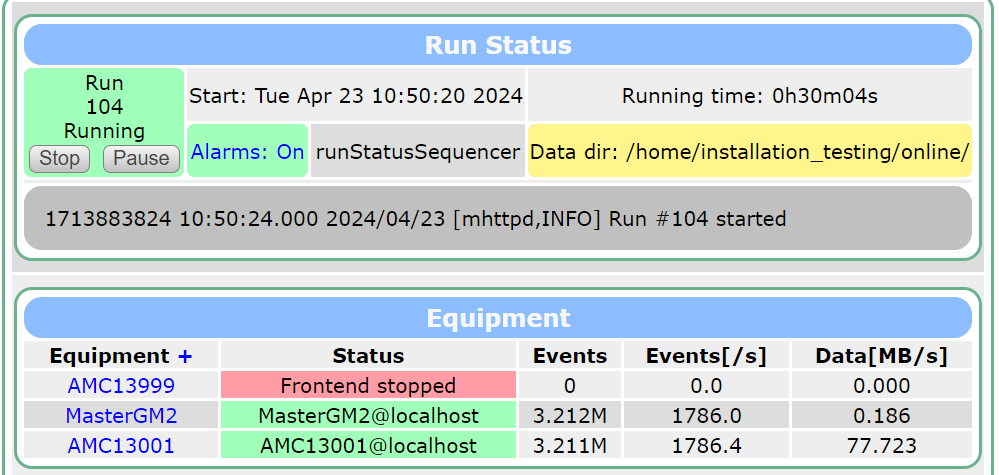 Run Status
Run
104
Running
Stop Pause
Start: Tue Apr 23 10:50:20 2024
Running time: 0h30m04s
Alarms: On
runStatusSequencer
Data dir: /home/installation_testing/online/
1713883824 10:50:24.000 2024/04/23 [mhttpd,INFO] Run #104 started
Equipment
Equipment + Status Events Events[/s] Data[MB/s]
AMC13999 Frontend stopped 0 0.0 0.000
MasterGM2 MasterGM2@localhost 3.212M 1786.0 0.186
AMC13001 AMC13001@localhost 3.211M 1786.4 77.723